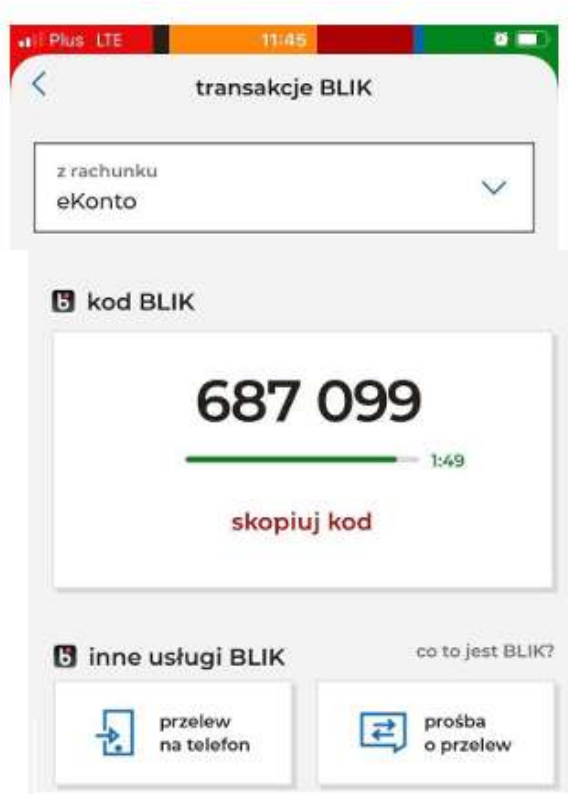 Plus LTE 11:45
transakcje BLIK
z rachunku
eKonto
kod BLIK
687 099
1:49
skopiuj kod
inne usługi BLIK
co to jest BLIK?
przelew
na telefon
prośba
o przelew